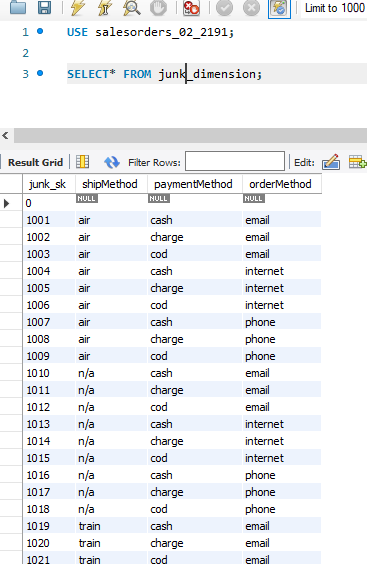 Limit to 1000
1 USE salesorders_02_2191;
2
3 SELECT* FROM junk_dimension;
Result Grid Filter Rows: Edit:
junk_sk shipMethod paymentMethod orderMethod
0 NULL NULL NULL
1001 air cash email
1002 air charge email
1003 air cod email
1004 air cash internet
1005 air charge internet
1006 air cod internet
1007 air cash phone
1008 air charge phone
1009 air cod phone
1010 n/a cash email
1011 n/a charge email
1012 n/a cod email
1013 n/a cash internet
1014 n/a charge internet
1015 n/a cod internet
1016 n/a cash phone
1017 n/a charge phone
1018 n/a cod phone
1019 train cash email
1020 train charge email
1021 train cod email